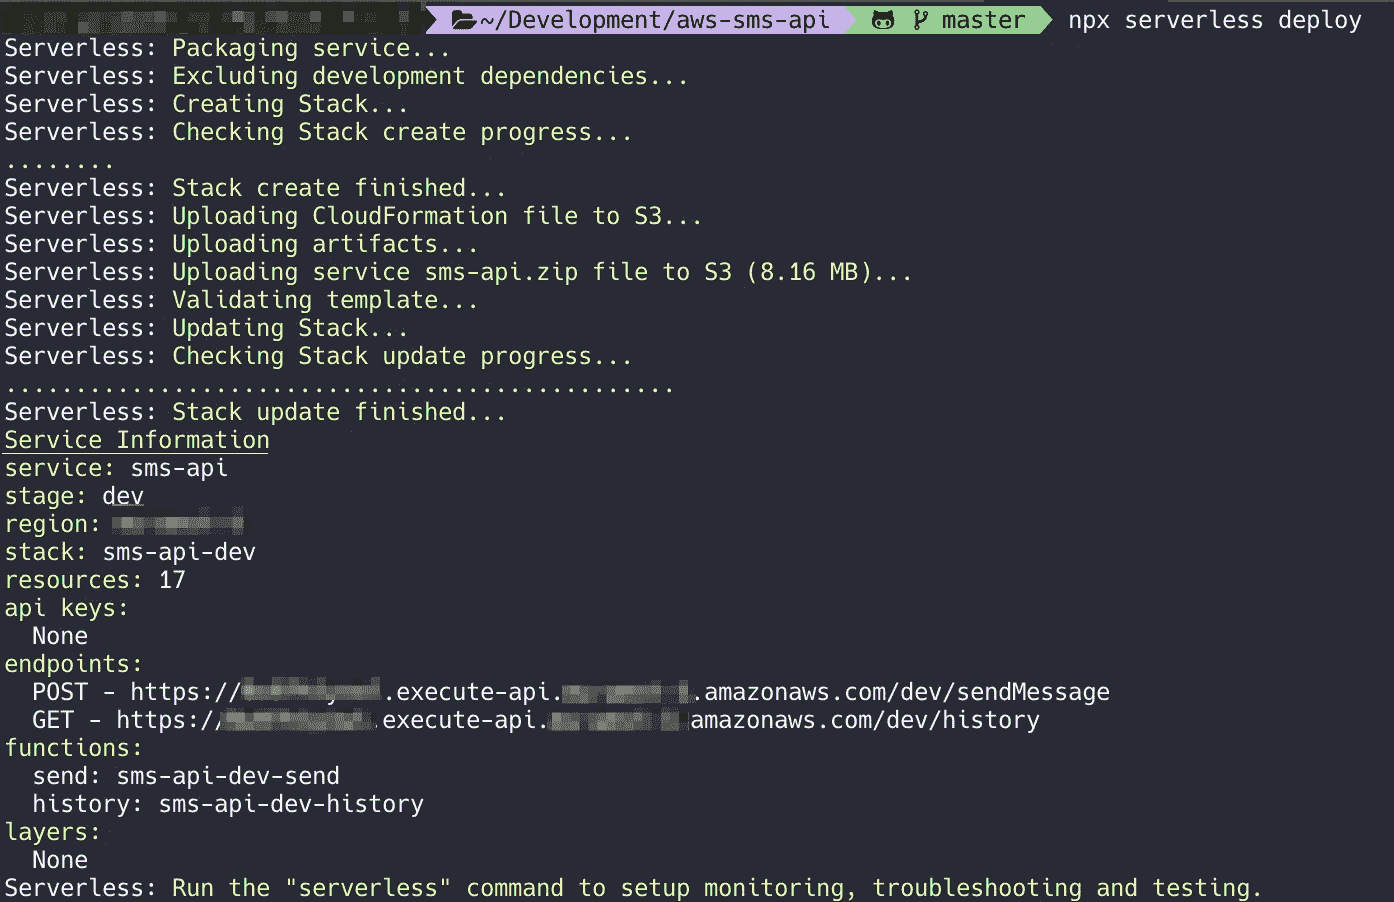 ~/Development/aws-sms-api master npx serverless deploy
Serverless: Packaging service...
Serverless: Excluding development dependencies...
Serverless: Creating Stack...
Serverless: Checking Stack create progress...
........
Serverless: Stack create finished...
Serverless: Uploading CloudFormation file to S3...
Serverless: Uploading artifacts...
Serverless: Uploading service sms-api.zip file to S3 (8.16 MB)...
Serverless: Validating template...
Serverless: Updating Stack...
Serverless: Checking Stack update progress...
................................................
Serverless: Stack update finished...
Service Information
service: sms-api
stage: dev
region:
stack: sms-api-dev
resources: 17
api keys:
  None
endpoints:
  POST - https://.execute-api..amazonaws.com/dev/sendMessage
  GET - https://.execute-api.amazonaws.com/dev/history
functions:
  send: sms-api-dev-send
  history: sms-api-dev-history
layers:
  None
Serverless: Run the "serverless" command to setup monitoring, troubleshooting and testing.